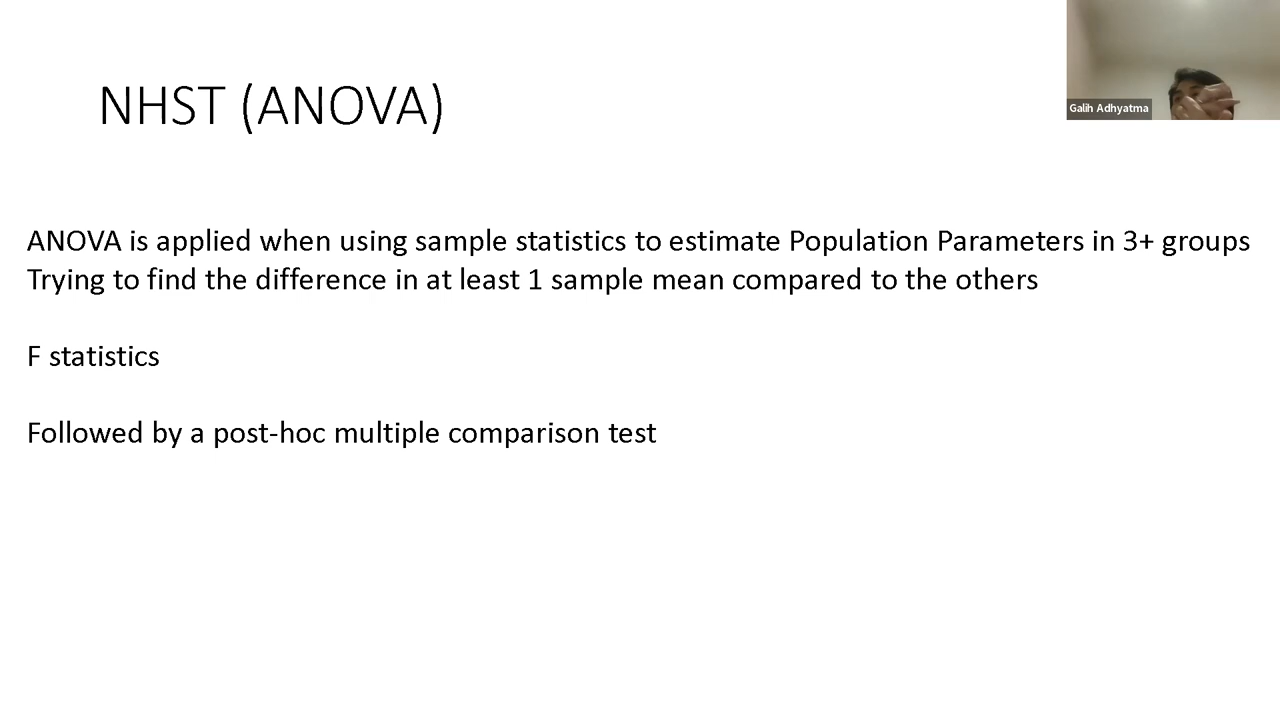 NHST (ANOVA)
Galih Adhyatma
ANOVA is applied when using sample statistics to estimate Population Parameters in 3+ groups
Trying to find the difference in at least 1 sample mean compared to the others
F statistics
Followed by a post-hoc multiple comparison test